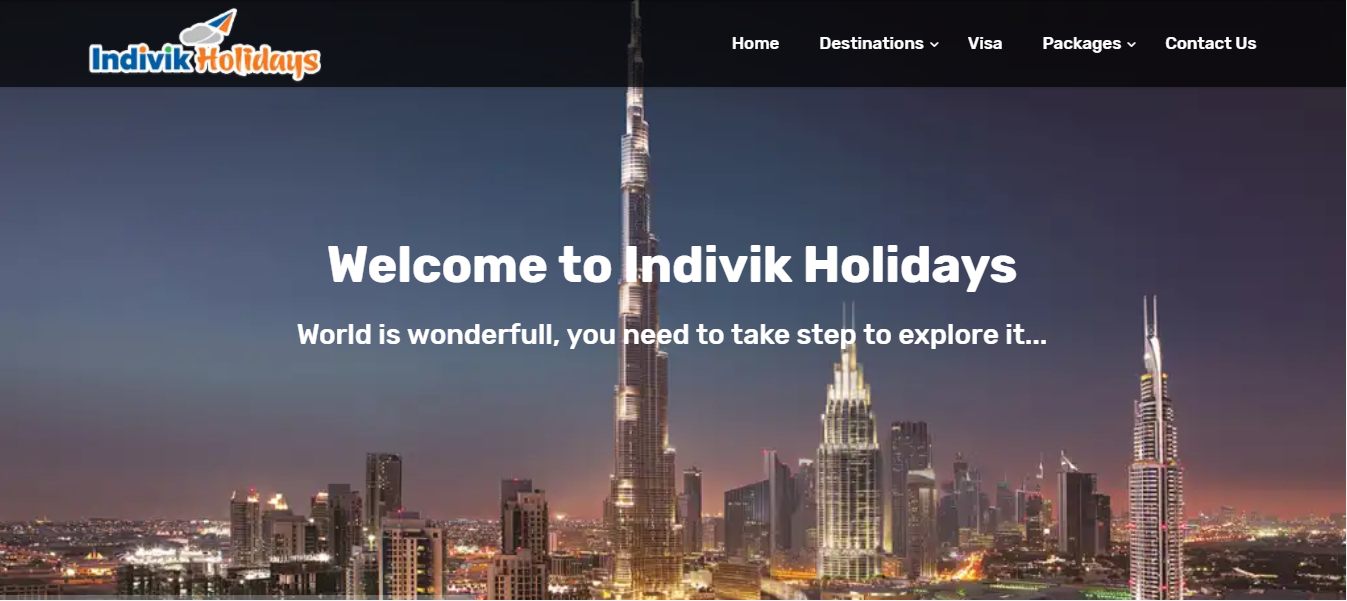 Indivik Holidays
Home Destinations Visa Packages Contact Us
Welcome to Indivik Holidays
World is wonderfull, you need to take step to explore it...